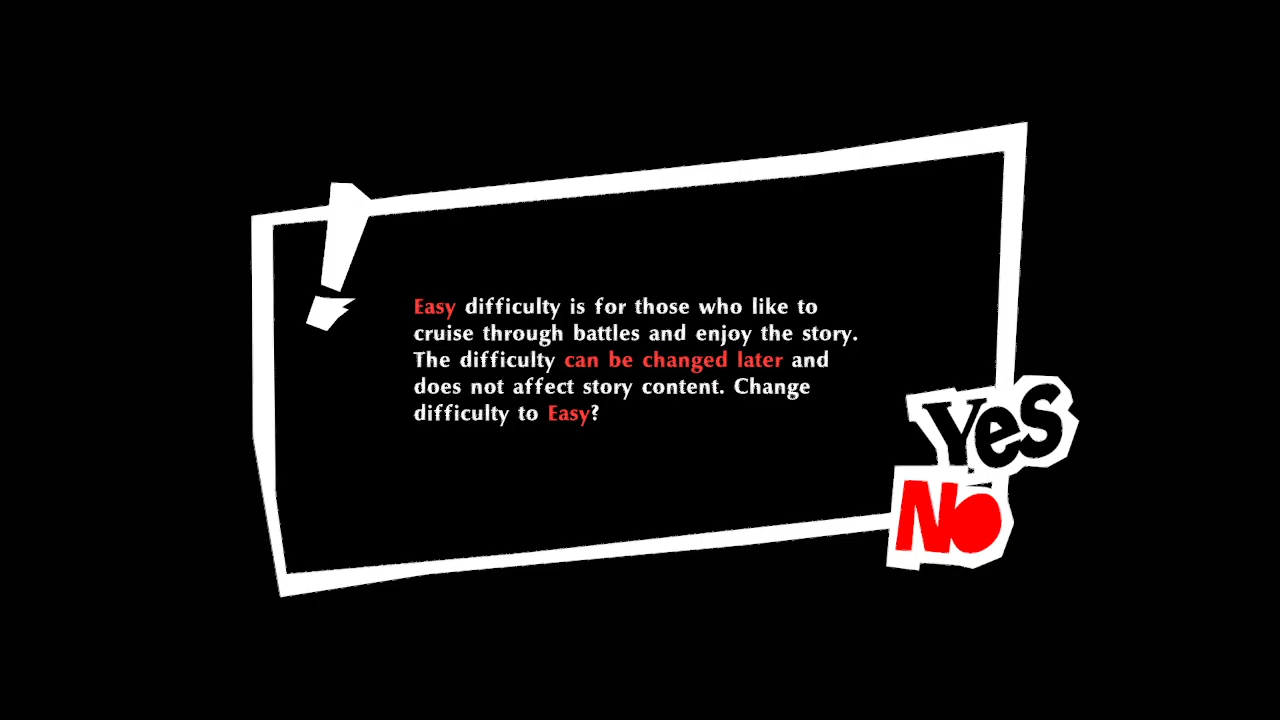 Easy difficulty is for those who like to
cruise through battles and enjoy the story.
The difficulty can be changed later and
does not affect story content. Change
difficulty to Easy?
Yes
No